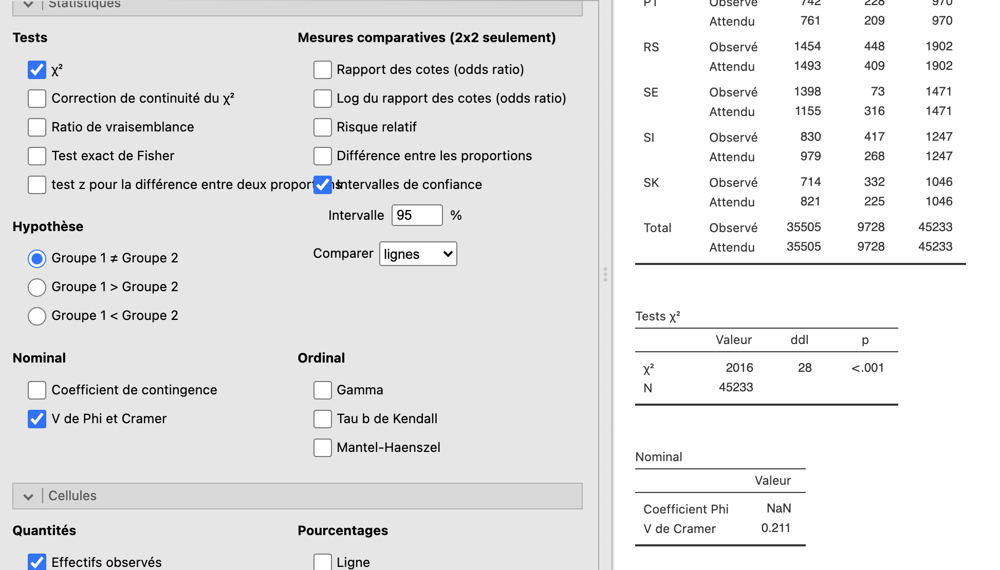 Statistiques
Tests
χ²
Correction de continuité du χ²
Ratio de vraisemblance
Test exact de Fisher
test z pour la différence entre deux proport ns
Hypothèse
Groupe 1 ≠ Groupe 2
Groupe 1 > Groupe 2
Groupe 1 < Groupe 2
Mesures comparatives (2x2 seulement)
Rapport des cotes (odds ratio)
Log du rapport des cotes (odds ratio)
Risque relatif
Différence entre les proportions
Intervalles de confiance
Intervalle 95 %
Comparer lignes
Nominal
Coefficient de contingence
V de Phi et Cramer
Ordinal
Gamma
Tau b de Kendall
Mantel-Haenszel
Cellules
Quantités
Effectifs observés
Pourcentages
Ligne
PT Observé 742 228 970
Attendu 761 209 970
RS Observé 1454 448 1902
Attendu 1493 409 1902
SE Observé 1398 73 1471
Attendu 1155 316 1471
SI Observé 830 417 1247
Attendu 979 268 1247
SK Observé 714 332 1046
Attendu 821 225 1046
Total Observé 35505 9728 45233
Attendu 35505 9728 45233
Tests χ²
Valeur ddl p
χ² 2016 28 <.001
N 45233
Nominal
Valeur
Coefficient Phi NaN
V de Cramer 0.211